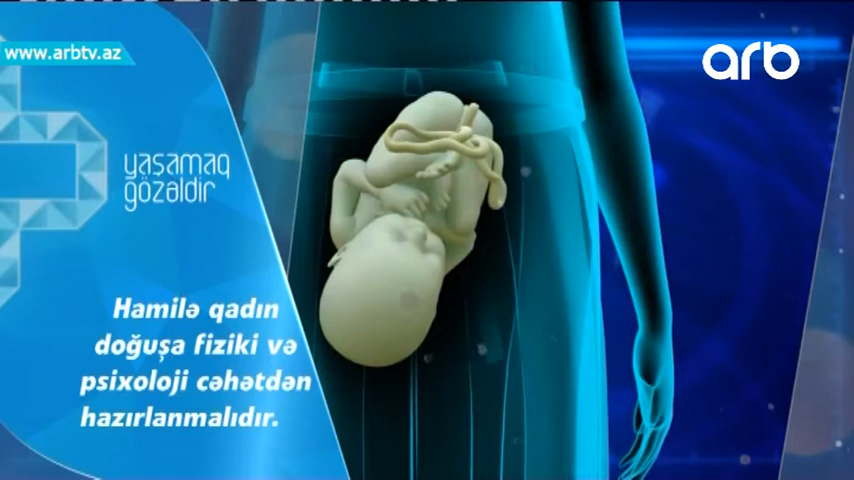 www.arbtv.az
arb
yaşamaq
gözəldir
Hamilə qadın
doğuşa fiziki və
psixoloji cəhətdən
hazırlanmalıdır.